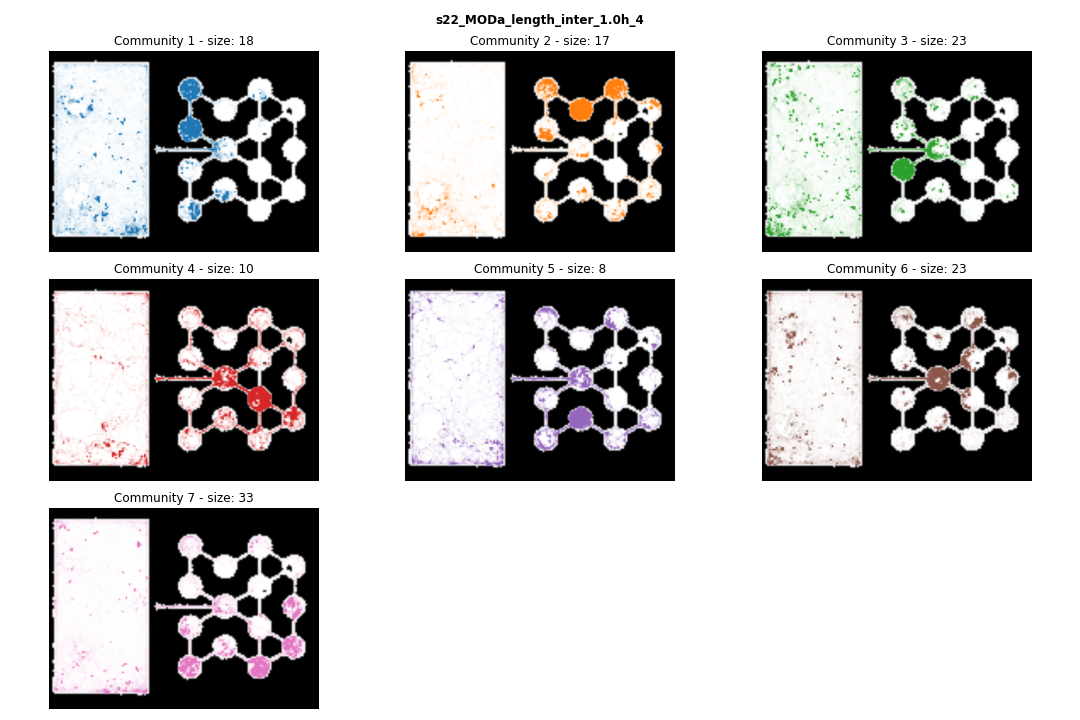 s22_MODa_length_inter_1.0h_4
Community 1 - size: 18
Community 2 - size: 17
Community 3 - size: 23
Community 4 - size: 10
Community 5 - size: 8
Community 6 - size: 23
Community 7 - size: 33